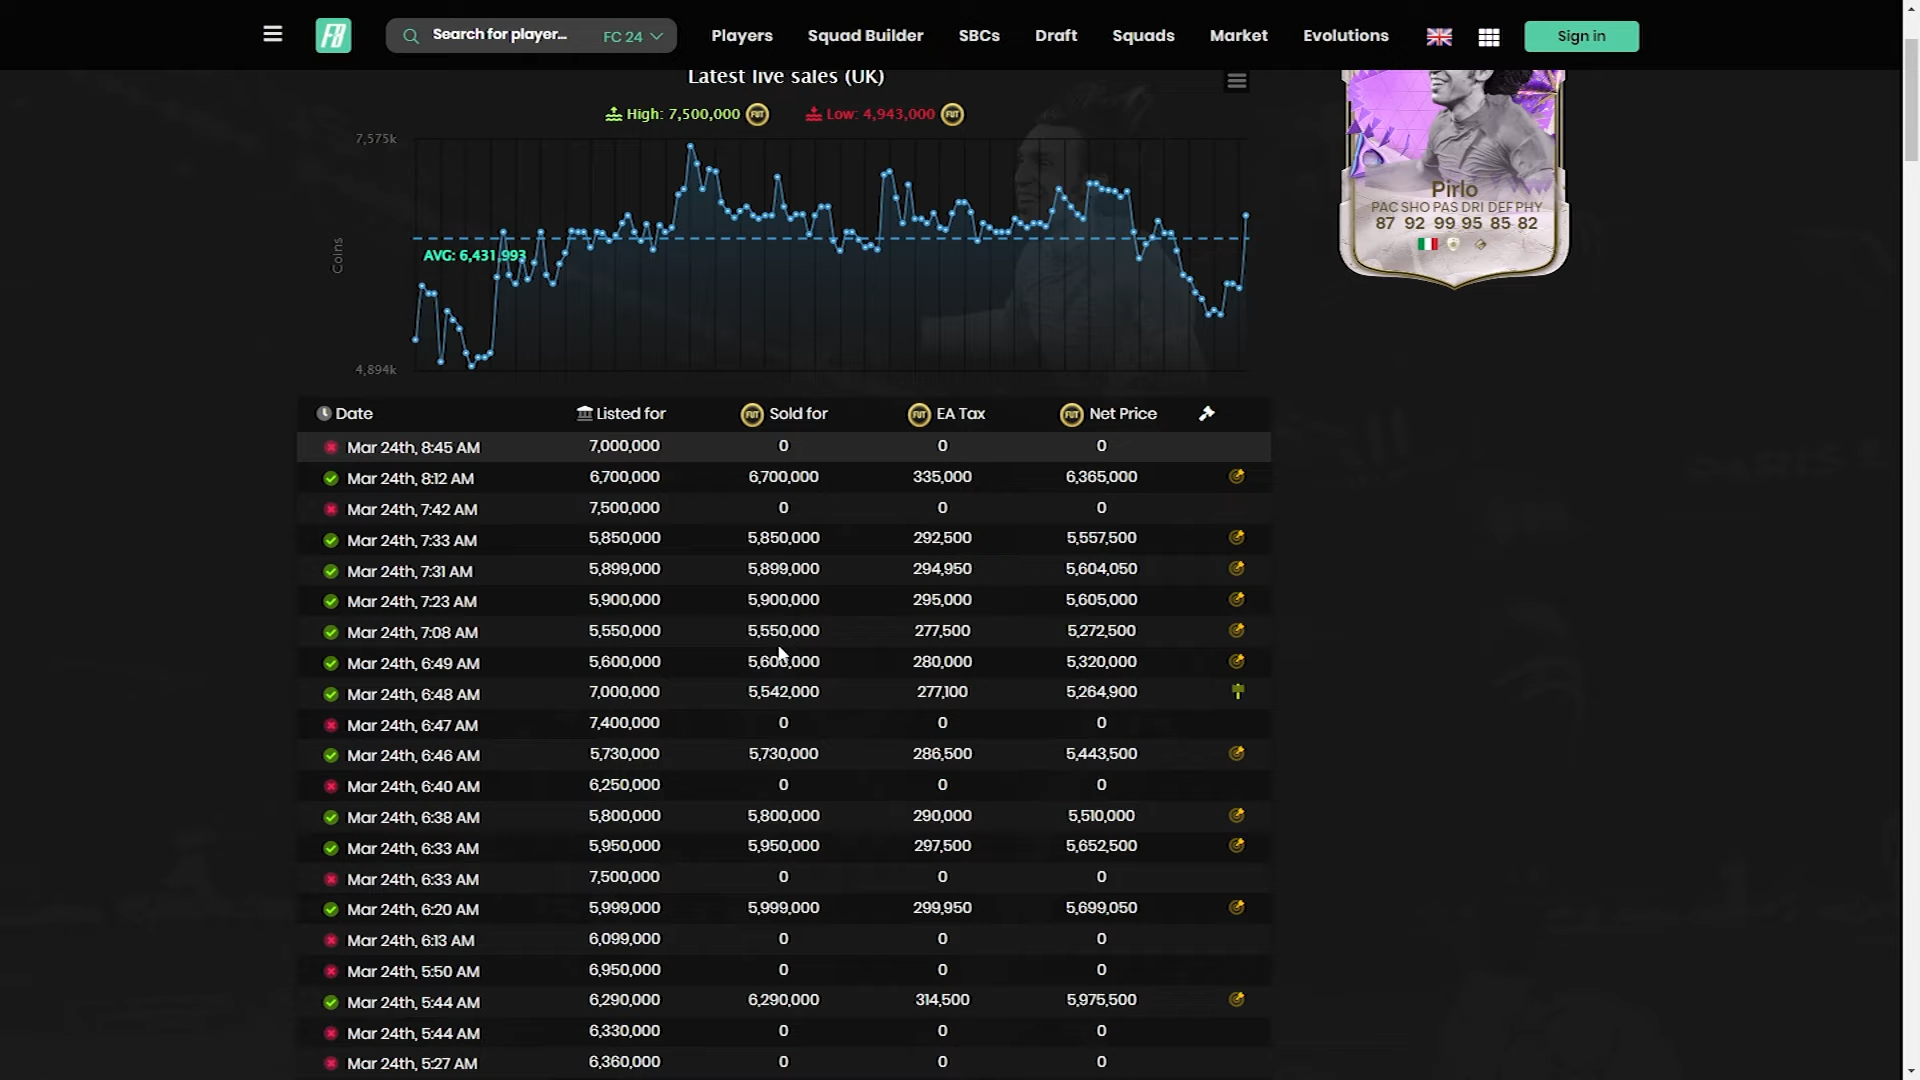 FB Search for player... FC 24 Players Squad Builder SBCs Draft Squads Market Evolutions Sign in
Latest live sales (UK)
High: 7,500,000 FUT Low: 4,943,000 FUT
7,575k
Coins
AVG: 6,431,993
4,894k
Pirlo
PAC SHO PAS DRI DEF PHY
87 92 99 95 85 82
Date Listed for FUT Sold for FUT EA Tax FUT Net Price
Mar 24th, 8:45 AM 7,000,000 0 0 0
Mar 24th, 8:12 AM 6,700,000 6,700,000 335,000 6,365,000
Mar 24th, 7:42 AM 7,500,000 0 0 0
Mar 24th, 7:33 AM 5,850,000 5,850,000 292,500 5,557,500
Mar 24th, 7:31 AM 5,899,000 5,899,000 294,950 5,604,050
Mar 24th, 7:23 AM 5,900,000 5,900,000 295,000 5,605,000
Mar 24th, 7:08 AM 5,550,000 5,550,000 277,500 5,272,500
Mar 24th, 6:49 AM 5,600,000 5,600,000 280,000 5,320,000
Mar 24th, 6:48 AM 7,000,000 5,542,000 277,100 5,264,900
Mar 24th, 6:47 AM 7,400,000 0 0 0
Mar 24th, 6:46 AM 5,730,000 5,730,000 286,500 5,443,500
Mar 24th, 6:40 AM 6,250,000 0 0 0
Mar 24th, 6:38 AM 5,800,000 5,800,000 290,000 5,510,000
Mar 24th, 6:33 AM 5,950,000 5,950,000 297,500 5,652,500
Mar 24th, 6:33 AM 7,500,000 0 0 0
Mar 24th, 6:20 AM 5,999,000 5,999,000 299,950 5,699,050
Mar 24th, 6:13 AM 6,099,000 0 0 0
Mar 24th, 5:50 AM 6,950,000 0 0 0
Mar 24th, 5:44 AM 6,290,000 6,290,000 314,500 5,975,500
Mar 24th, 5:44 AM 6,330,000 0 0 0
Mar 24th, 5:27 AM 6,360,000 0 0 0